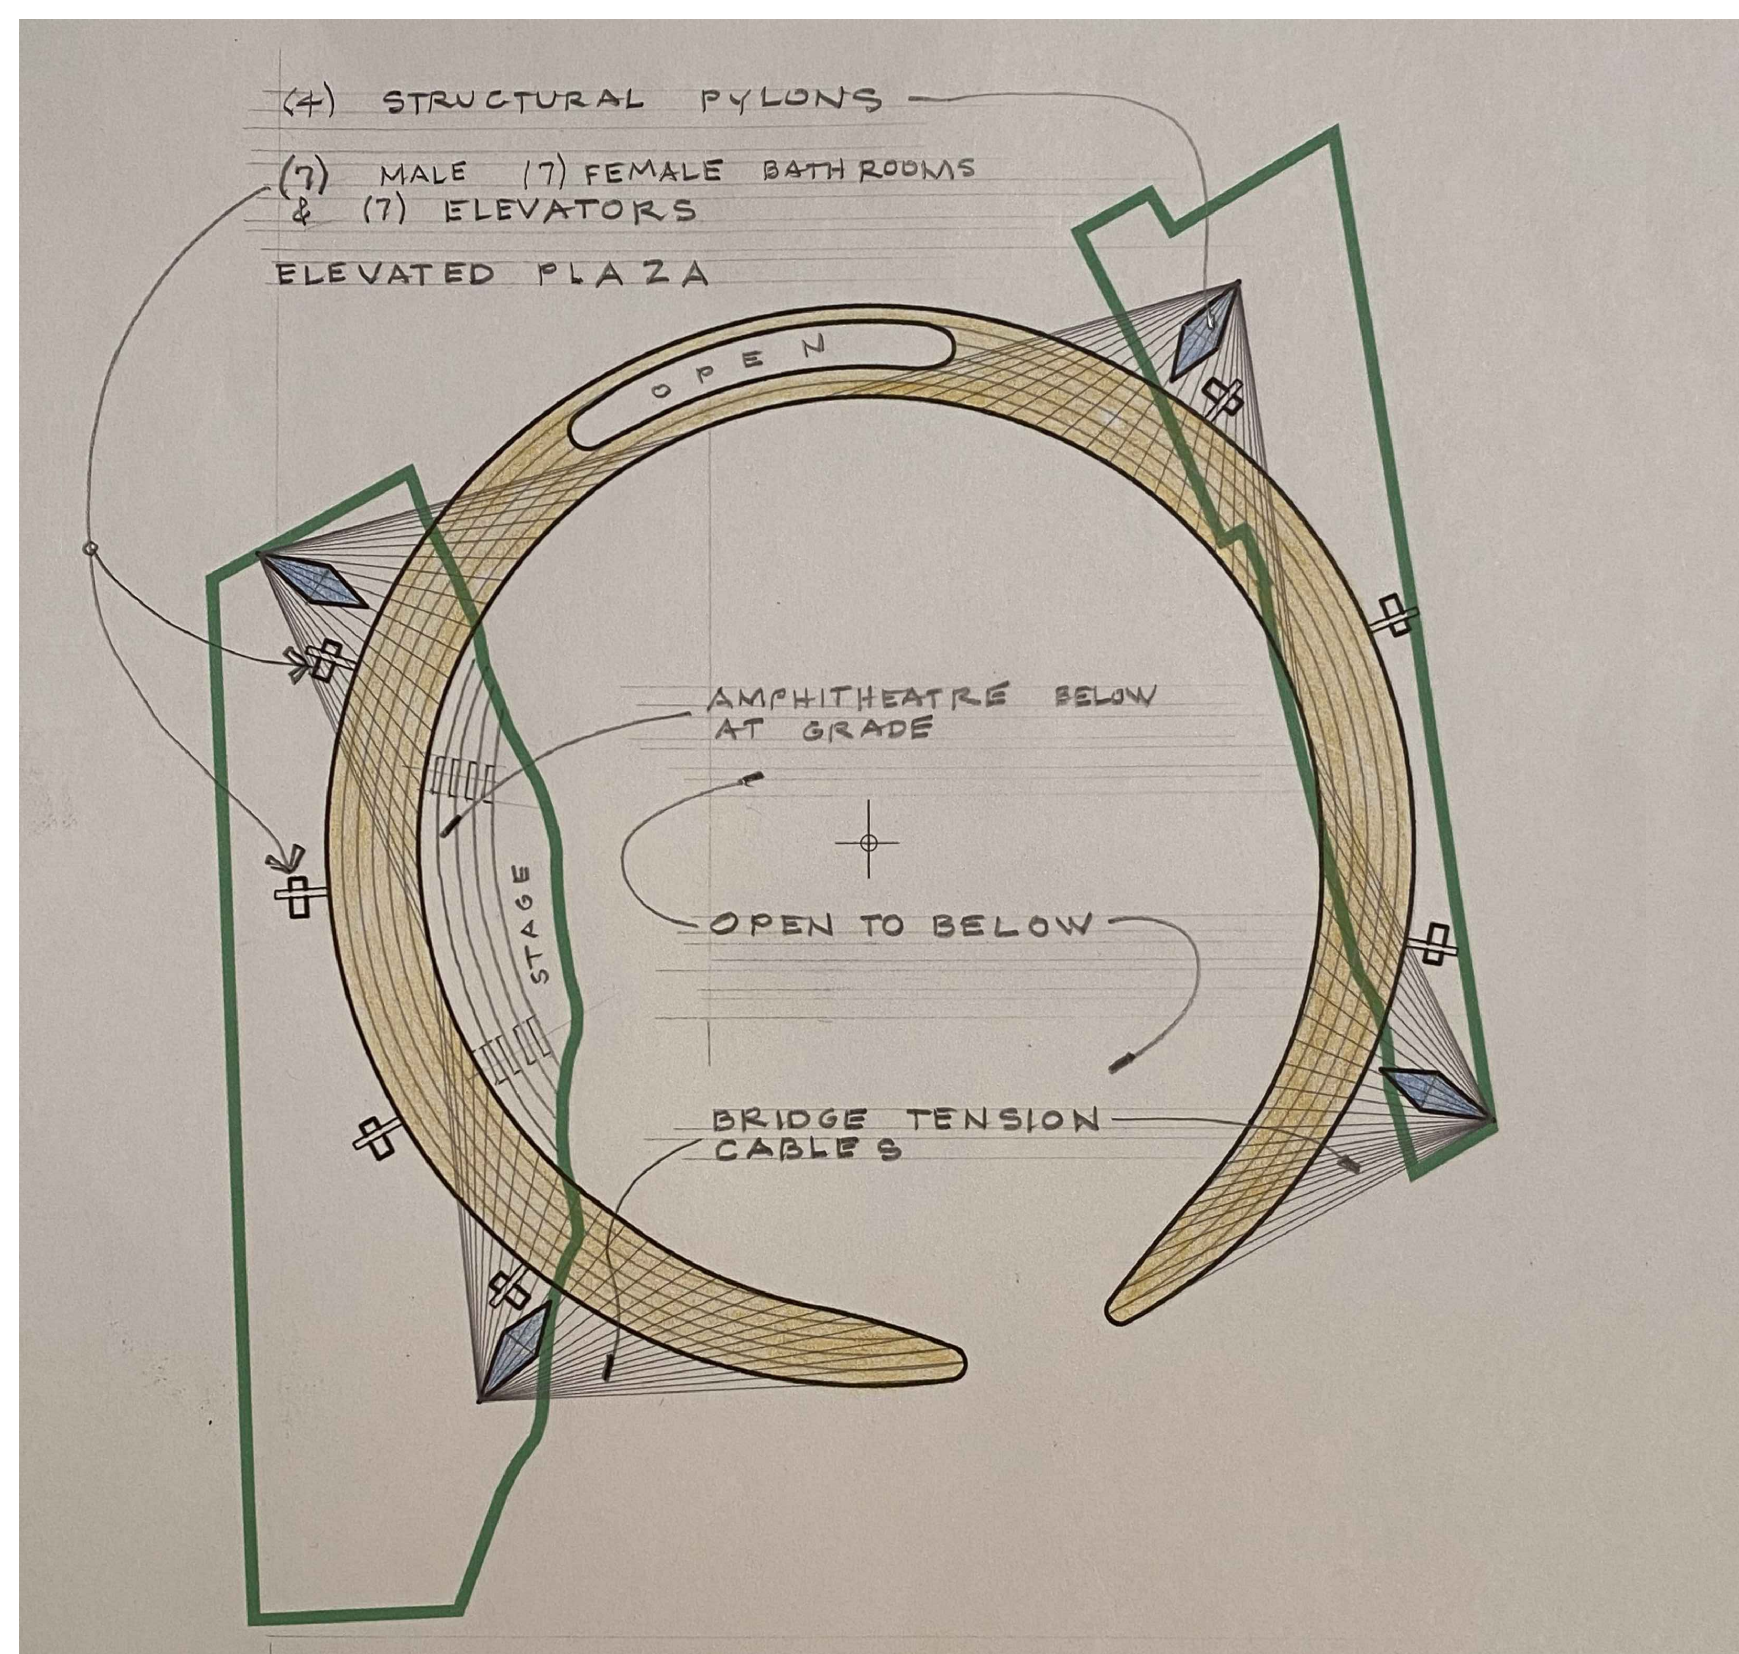 (4) STRUCTURAL PYLONS
(7) MALE (7) FEMALE BATHROOMS
& (7) ELEVATORS
ELEVATED PLAZA
OPEN
AMPHITHEATRE BELOW
AT GRADE
STAGE
OPEN TO BELOW
BRIDGE TENSION
CABLES